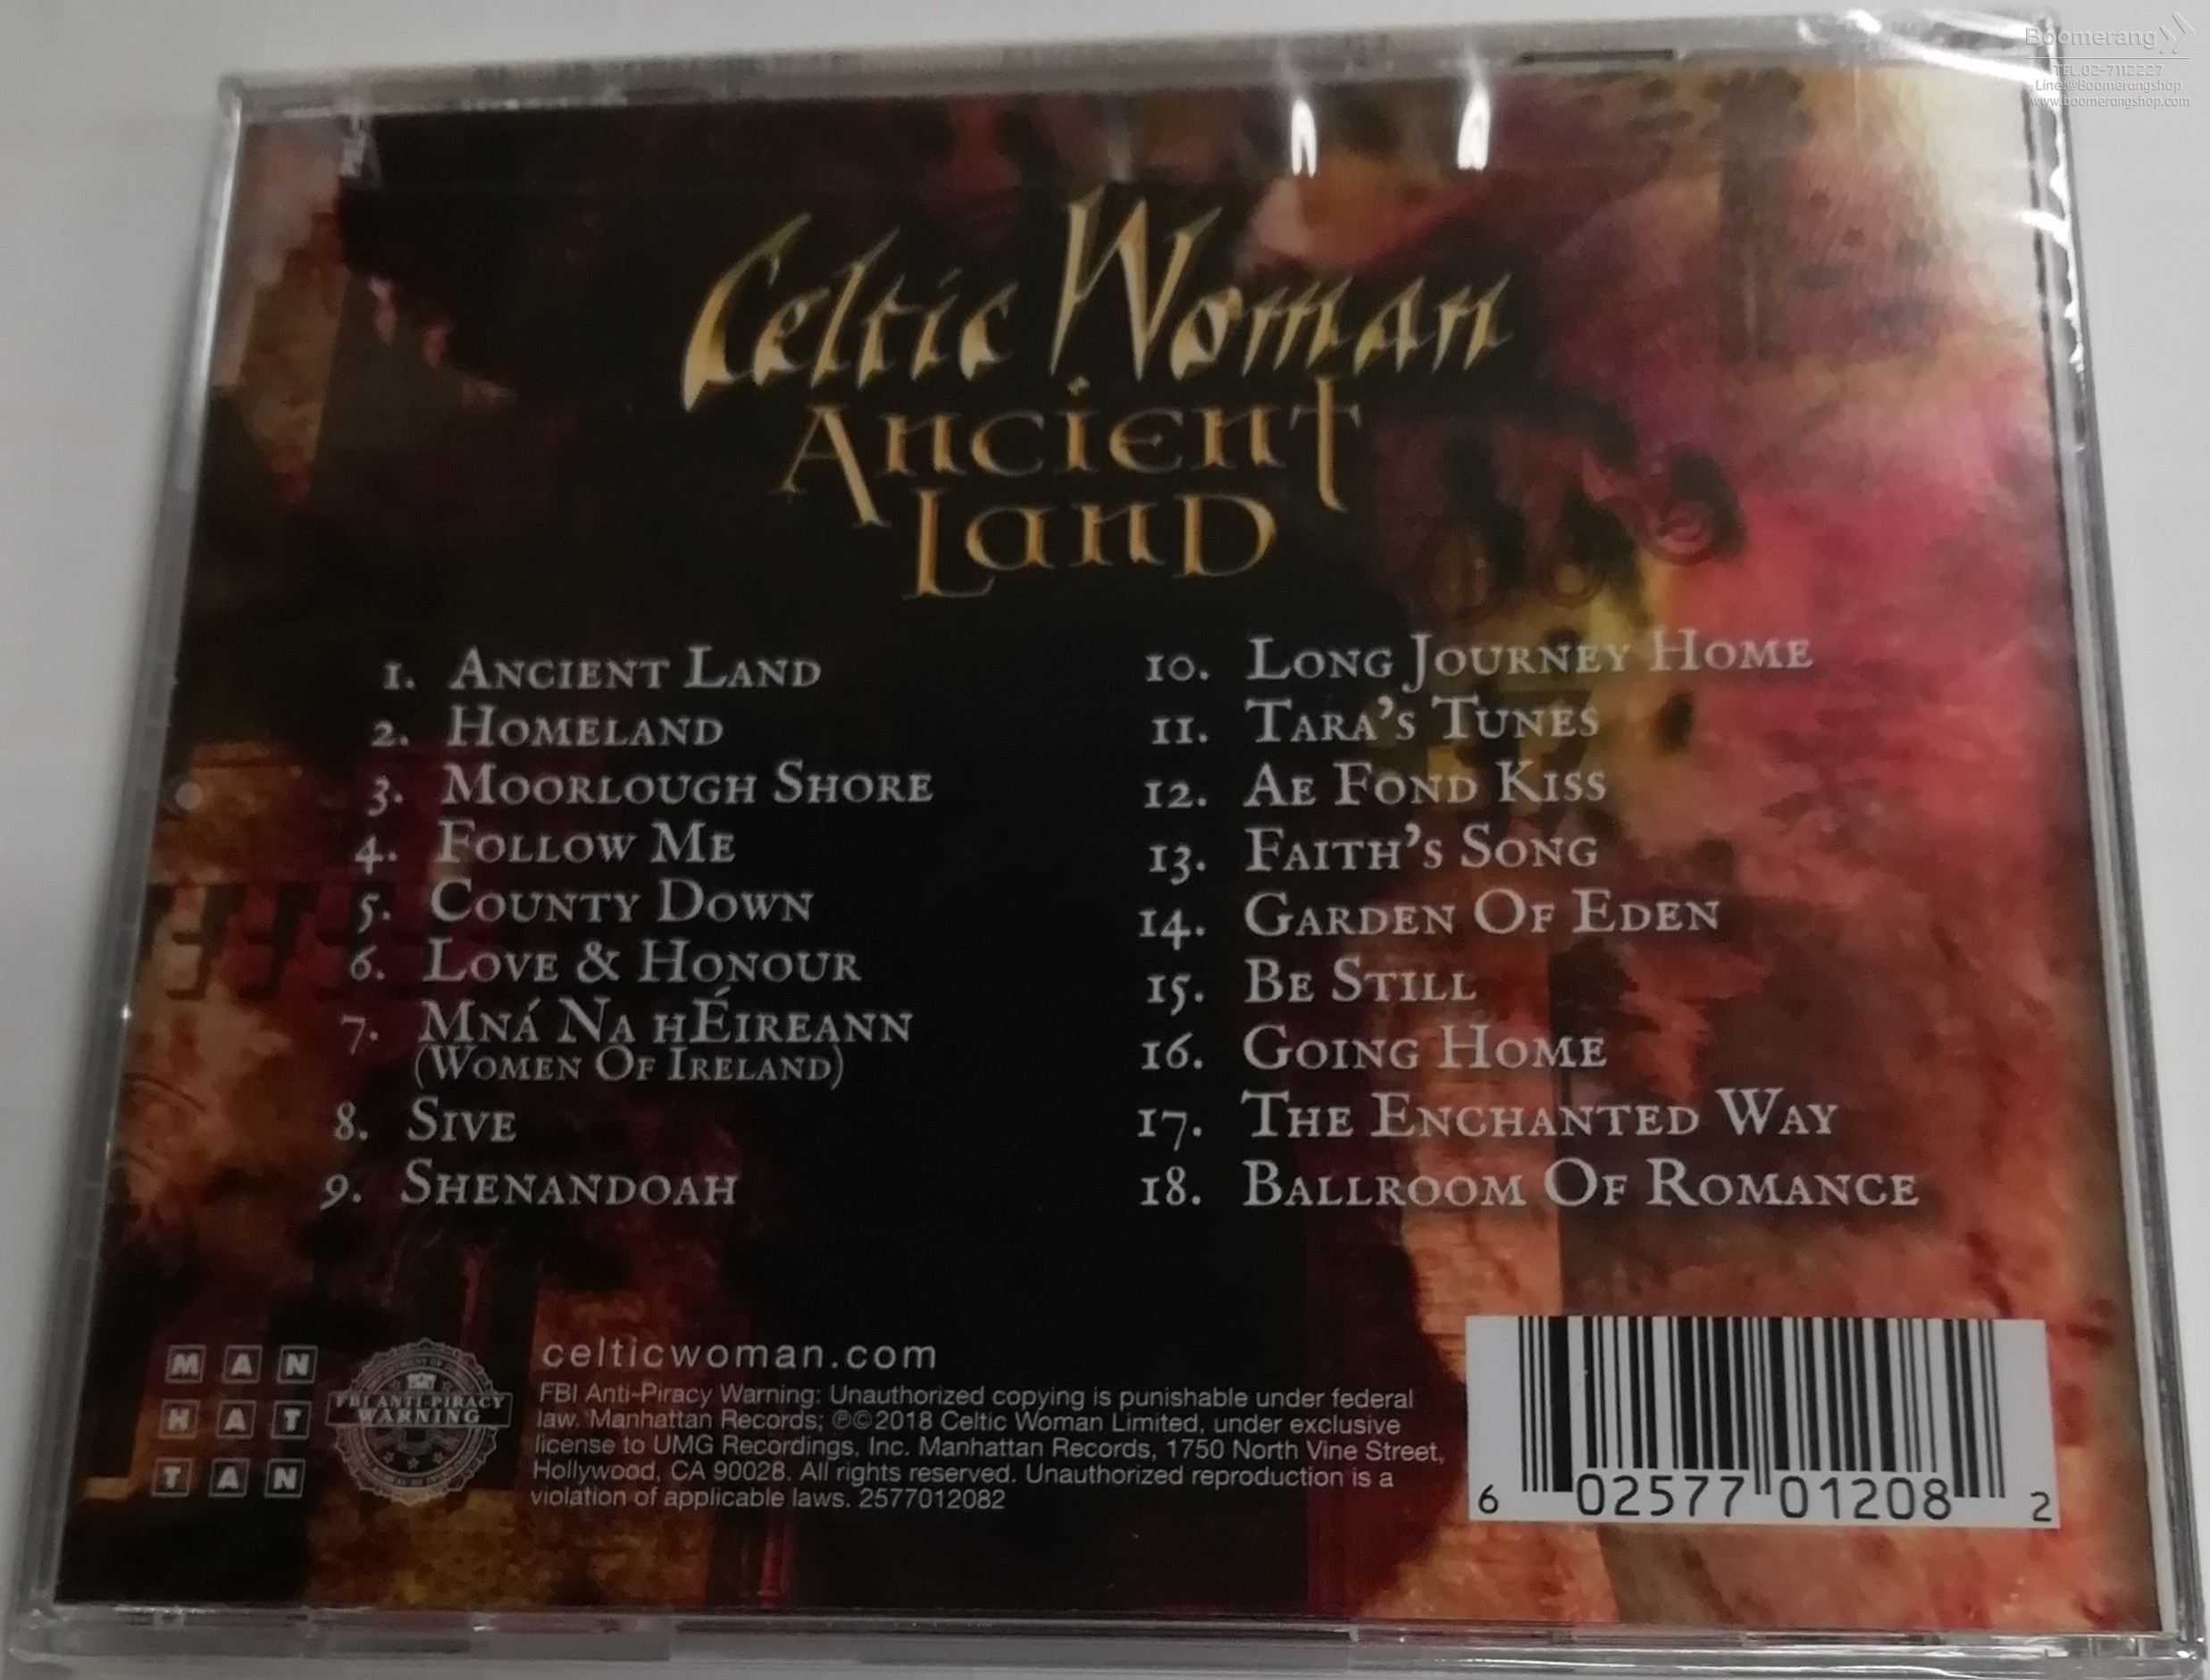 Boomerang
TEL.02-7112227
Line:@Boomerangshop
www.boomerangshop.com
Celtic Woman
Ancient
Land
1. Ancient Land
2. Homeland
3. Moorlough Shore
4. Follow Me
5. County Down
6. Love & Honour
7. Mná Na hÉireann
(Women Of Ireland)
8. Sive
9. Shenandoah
10. Long Journey Home
11. Tara's Tunes
12. Ae Fond Kiss
13. Faith's Song
14. Garden Of Eden
15. Be Still
16. Going Home
17. The Enchanted Way
18. Ballroom Of Romance
MAN
HAT
TAN
FBI ANTI-PIRACY
WARNING
celticwoman.com
FBI Anti-Piracy Warning: Unauthorized copying is punishable under federal
law. Manhattan Records; ℗©2018 Celtic Woman Limited, under exclusive
license to UMG Recordings, Inc. Manhattan Records, 1750 North Vine Street,
Hollywood, CA 90028. All rights reserved. Unauthorized reproduction is a
violation of applicable laws. 2577012082
6 02577 01208 2